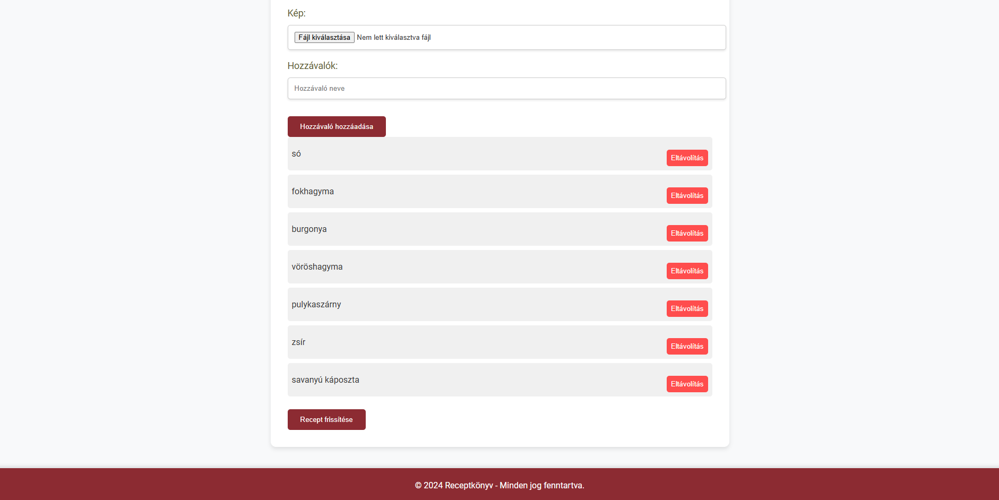 Kép:
Fájl kiválasztása Nem lett kiválasztva fájl
Hozzávalók:
Hozzávaló neve
Hozzávaló hozzáadása
só Eltávolítás
fokhagyma Eltávolítás
burgonya Eltávolítás
vöröshagyma Eltávolítás
pulykaszárny Eltávolítás
zsír Eltávolítás
savanyú káposzta Eltávolítás
Recept frissítése
© 2024 Receptkönyv - Minden jog fenntartva.